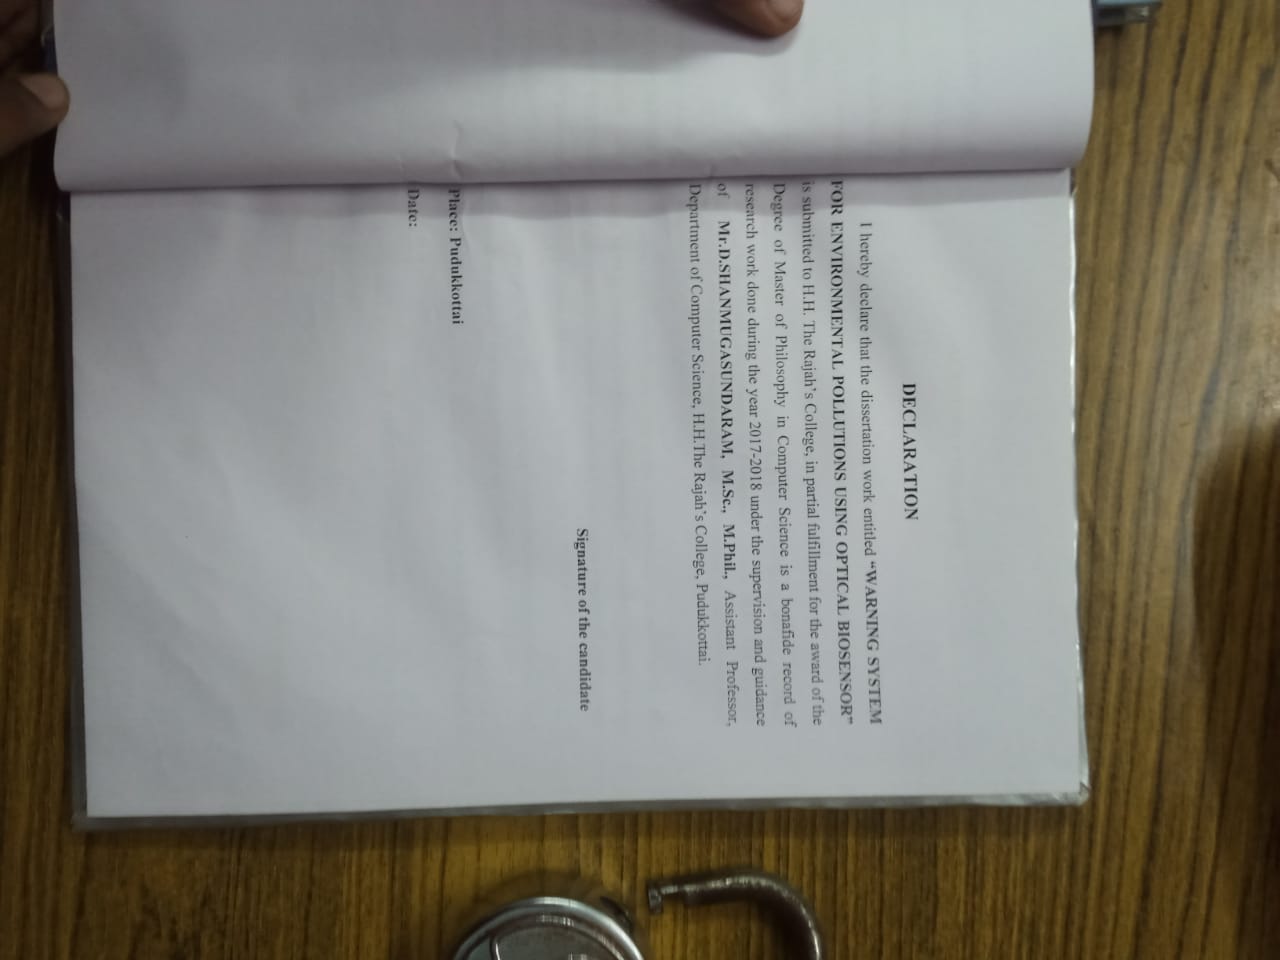 DECLARATION
I hereby declare that the dissertation work entitled “WARNING SYSTEM
FOR ENVIRONMENTAL POLLUTIONS USING OPTICAL BIOSENSOR”
is submitted to H.H. The Rajah’s College, in partial fulfillment for the award of the
Degree of Master of Philosophy in Computer Science is a bonafide record of
research work done during the year 2017-2018 under the supervision and guidance
of Mr.D.SHANMUGASUNDARAM, M.Sc., M.Phil., Assistant Professor,
Department of Computer Science, H.H.The Rajah’s College, Pudukkottai.
Signature of the candidate
Place: Pudukkottai
Date: